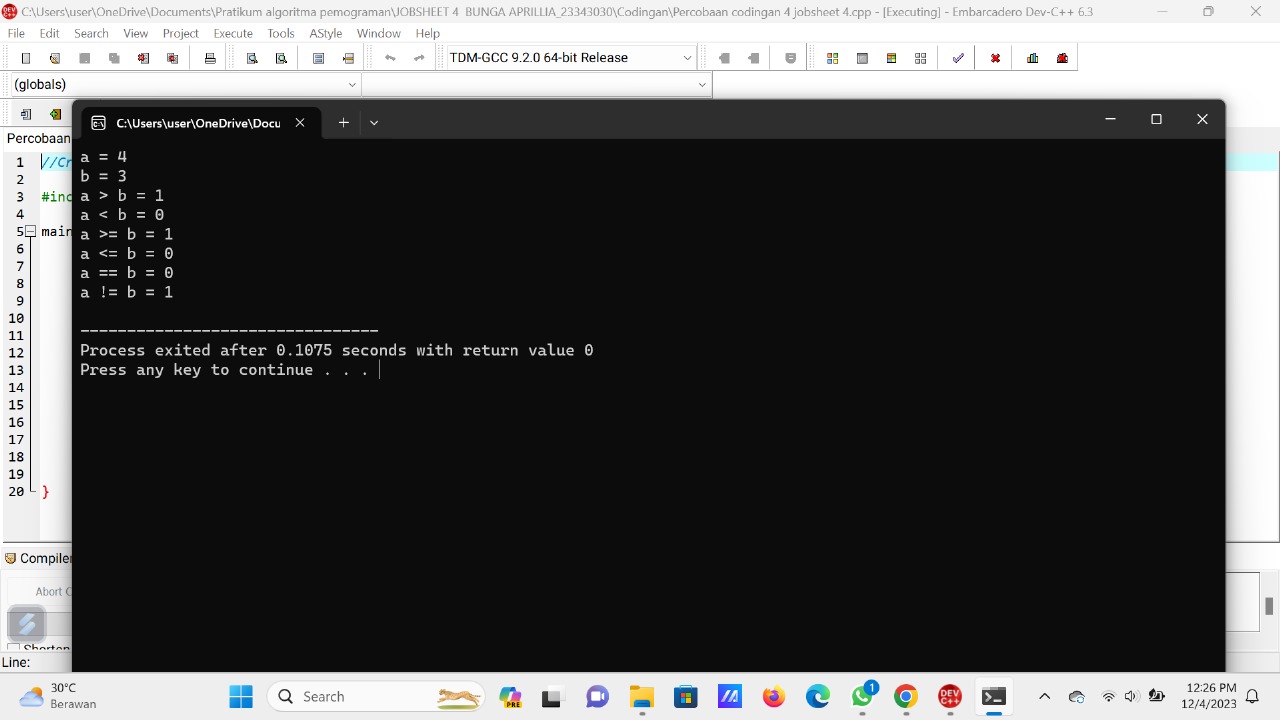 C:\Users\user\OneDrive\Documents\Pratikum algoritma pemograman\JOBSHEET 4 BUNGA APRILLIA_23343030\Codingan\Percobaan codingan 4 jobsheet 4.cpp - [Executing] - Embarcadero Dev-C++ 6.3
File Edit Search View Project Execute Tools AStyle Window Help
TDM-GCC 9.2.0 64-bit Release
(globals)
C:\Users\user\OneDrive\Docu
Percobaan
1 //Cr
2
3 #inc
4
5 main
6
7
8
9
10
11
12
13
14
15
16
17
18
19
20 }
a = 4
b = 3
a > b = 1
a < b = 0
a >= b = 1
a <= b = 0
a == b = 0
a != b = 1
--------------------------------
Process exited after 0.1075 seconds with return value 0
Press any key to continue . . .
Compiler
Abort C
Shorten
Line:
30°C
Berawan
Search
PRE
1
DEV
C++
12:26 PM
12/4/2023